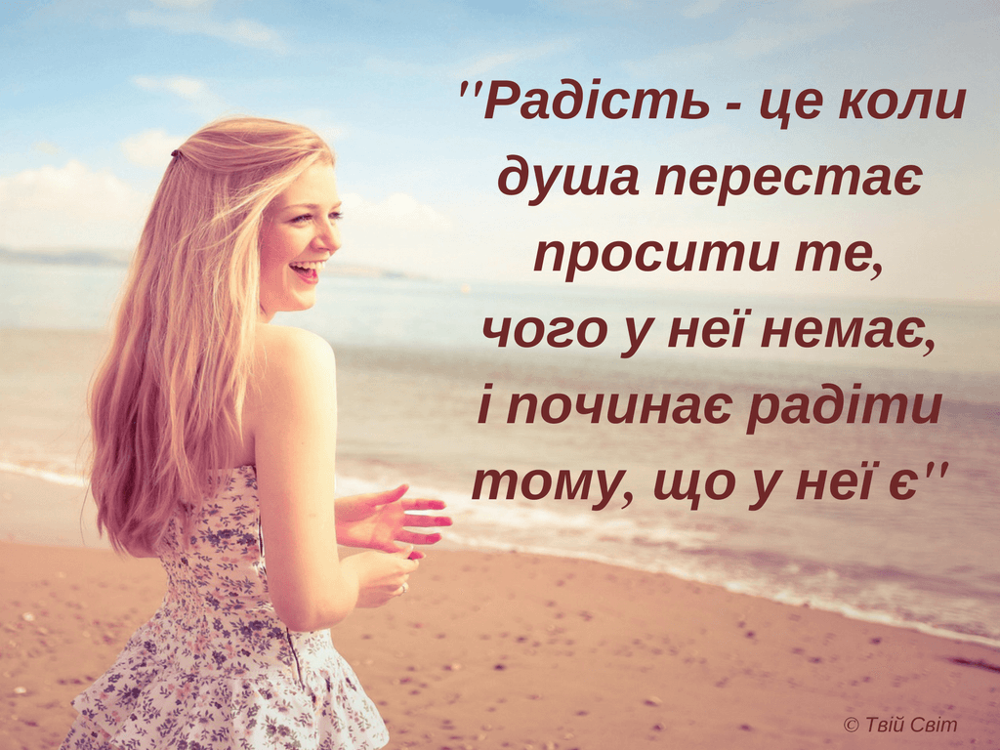 "Радість - це коли
душа перестає
просити те,
чого у неї немає,
і починає радіти
тому, що у неї є"
© Твій Світ